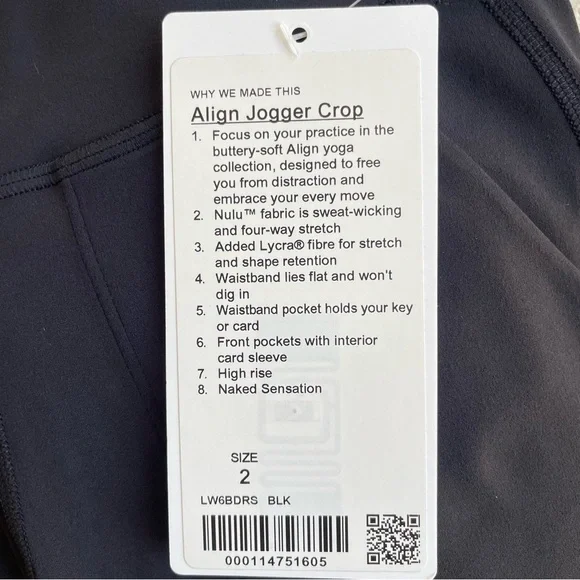 WHY WE MADE THIS
Align Jogger Crop
1. Focus on your practice in the
buttery-soft Align yoga
collection, designed to free
you from distraction and
embrace your every move
2. Nulu™ fabric is sweat-wicking
and four-way stretch
3. Added Lycra® fibre for stretch
and shape retention
4. Waistband lies flat and won't
dig in
5. Waistband pocket holds your key
or card
6. Front pockets with interior
card sleeve
7. High rise
8. Naked Sensation
SIZE
2
LW6BDRS BLK
000114751605